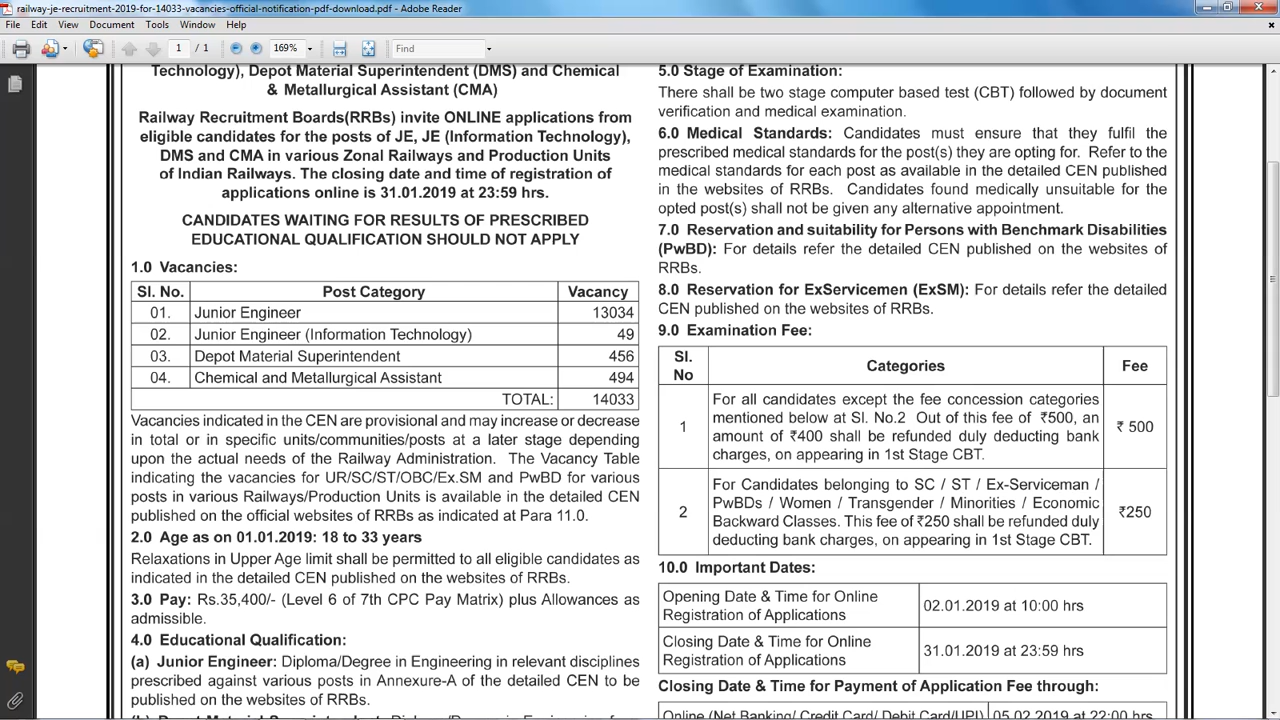 railway-je-recruitment-2019-for-14033-vacancies-official-notification-pdf-download.pdf - Adobe Reader
File Edit View Document Tools Window Help
1 / 1 169% Find
Technology), Depot Material Superintendent (DMS) and Chemical
& Metallurgical Assistant (CMA)
Railway Recruitment Boards(RRBs) invite ONLINE applications from
eligible candidates for the posts of JE, JE (Information Technology),
DMS and CMA in various Zonal Railways and Production Units
of Indian Railways. The closing date and time of registration of
applications online is 31.01.2019 at 23:59 hrs.
CANDIDATES WAITING FOR RESULTS OF PRESCRIBED
EDUCATIONAL QUALIFICATION SHOULD NOT APPLY
1.0 Vacancies:
Sl. No. Post Category Vacancy
01. Junior Engineer 13034
02. Junior Engineer (Information Technology) 49
03. Depot Material Superintendent 456
04. Chemical and Metallurgical Assistant 494
TOTAL: 14033
Vacancies indicated in the CEN are provisional and may increase or decrease
in total or in specific units/communities/posts at a later stage depending
upon the actual needs of the Railway Administration. The Vacancy Table
indicating the vacancies for UR/SC/ST/OBC/Ex.SM and PwBD for various
posts in various Railways/Production Units is available in the detailed CEN
published on the official websites of RRBs as indicated at Para 11.0.
2.0 Age as on 01.01.2019: 18 to 33 years
Relaxations in Upper Age limit shall be permitted to all eligible candidates as
indicated in the detailed CEN published on the websites of RRBs.
3.0 Pay: Rs.35,400/- (Level 6 of 7th CPC Pay Matrix) plus Allowances as
admissible.
4.0 Educational Qualification:
(a) Junior Engineer: Diploma/Degree in Engineering in relevant disciplines
prescribed against various posts in Annexure-A of the detailed CEN to be
published on the websites of RRBs.
5.0 Stage of Examination:
There shall be two stage computer based test (CBT) followed by document
verification and medical examination.
6.0 Medical Standards: Candidates must ensure that they fulfil the
prescribed medical standards for the post(s) they are opting for. Refer to the
medical standards for each post as available in the detailed CEN published
in the websites of RRBs. Candidates found medically unsuitable for the
opted post(s) shall not be given any alternative appointment.
7.0 Reservation and suitability for Persons with Benchmark Disabilities
(PwBD): For details refer the detailed CEN published on the websites of
RRBs.
8.0 Reservation for ExServicemen (ExSM): For details refer the detailed
CEN published on the websites of RRBs.
9.0 Examination Fee:
Sl. No Categories Fee
1 For all candidates except the fee concession categories
mentioned below at Sl. No.2 Out of this fee of ₹500, an
amount of ₹400 shall be refunded duly deducting bank
charges, on appearing in 1st Stage CBT.
₹ 500
2 For Candidates belonging to SC / ST / Ex-Serviceman /
PwBDs / Women / Transgender / Minorities / Economic
Backward Classes. This fee of ₹250 shall be refunded duly
deducting bank charges, on appearing in 1st Stage CBT.
₹250
10.0 Important Dates:
Opening Date & Time for Online
Registration of Applications
02.01.2019 at 10:00 hrs
Closing Date & Time for Online
Registration of Applications
31.01.2019 at 23:59 hrs
Closing Date & Time for Payment of Application Fee through:
Online (Net Banking/ Credit Card/ Debit Card/UPI) 05.02.2019 at 22:00 hrs